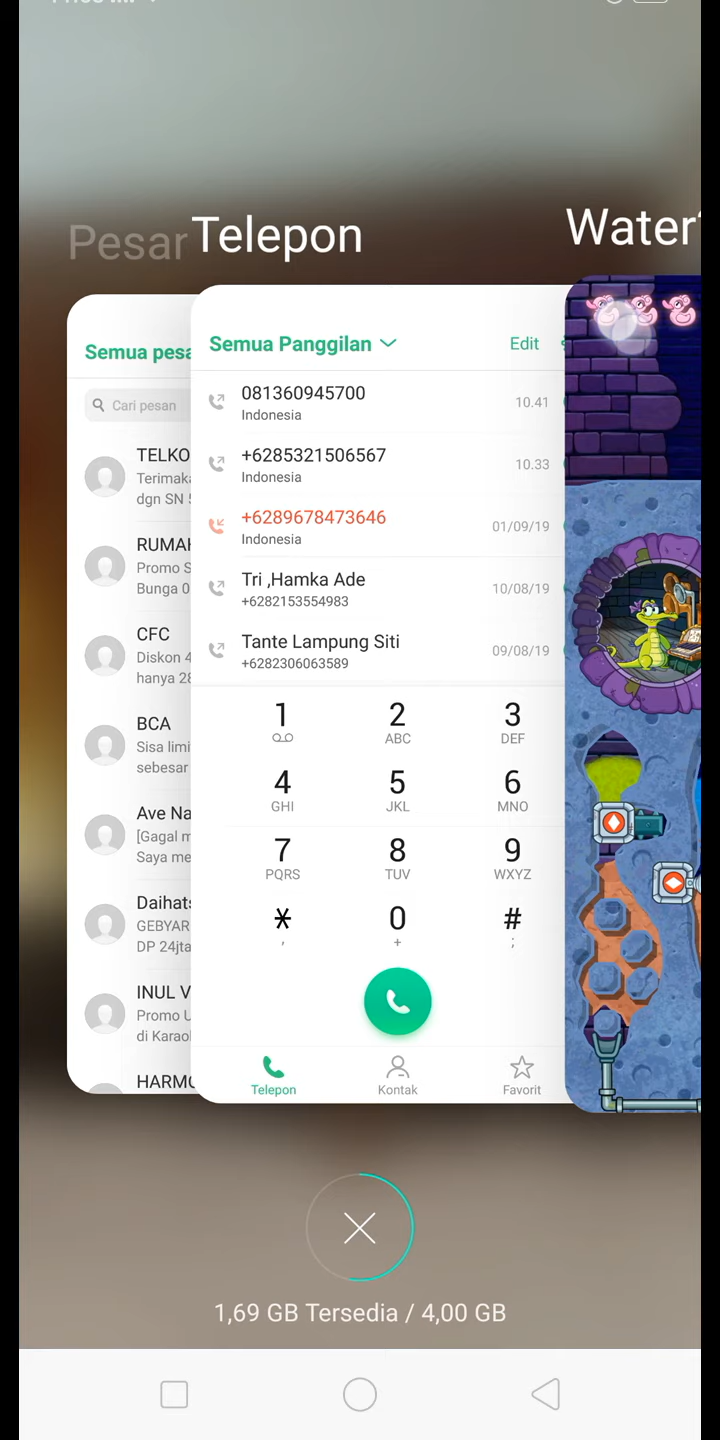 Pesar
Telepon
Water?
Semua pesa
Cari pesan
TELKO
Terimak
dgn SN
RUMAH
Promo S
Bunga 0
CFC
Diskon 4
hanya 28
BCA
Sisa limi
sebesar
Ave Na
[Gagal m
Saya me
Daihats
GEBYAR
DP 24jta
INUL V
Promo U
di Karaol
HARMO
Semua Panggilan
Edit
081360945700
Indonesia
10.41
+6285321506567
Indonesia
10.33
+6289678473646
Indonesia
01/09/19
Tri ,Hamka Ade
+6282153554983
10/08/19
Tante Lampung Siti
+6282306063589
09/08/19
1 2 3
ABC DEF
4 5 6
GHI JKL MNO
7 8 9
PQRS TUV WXYZ
* 0 #
, + ;
Telepon Kontak Favorit
1,69 GB Tersedia / 4,00 GB